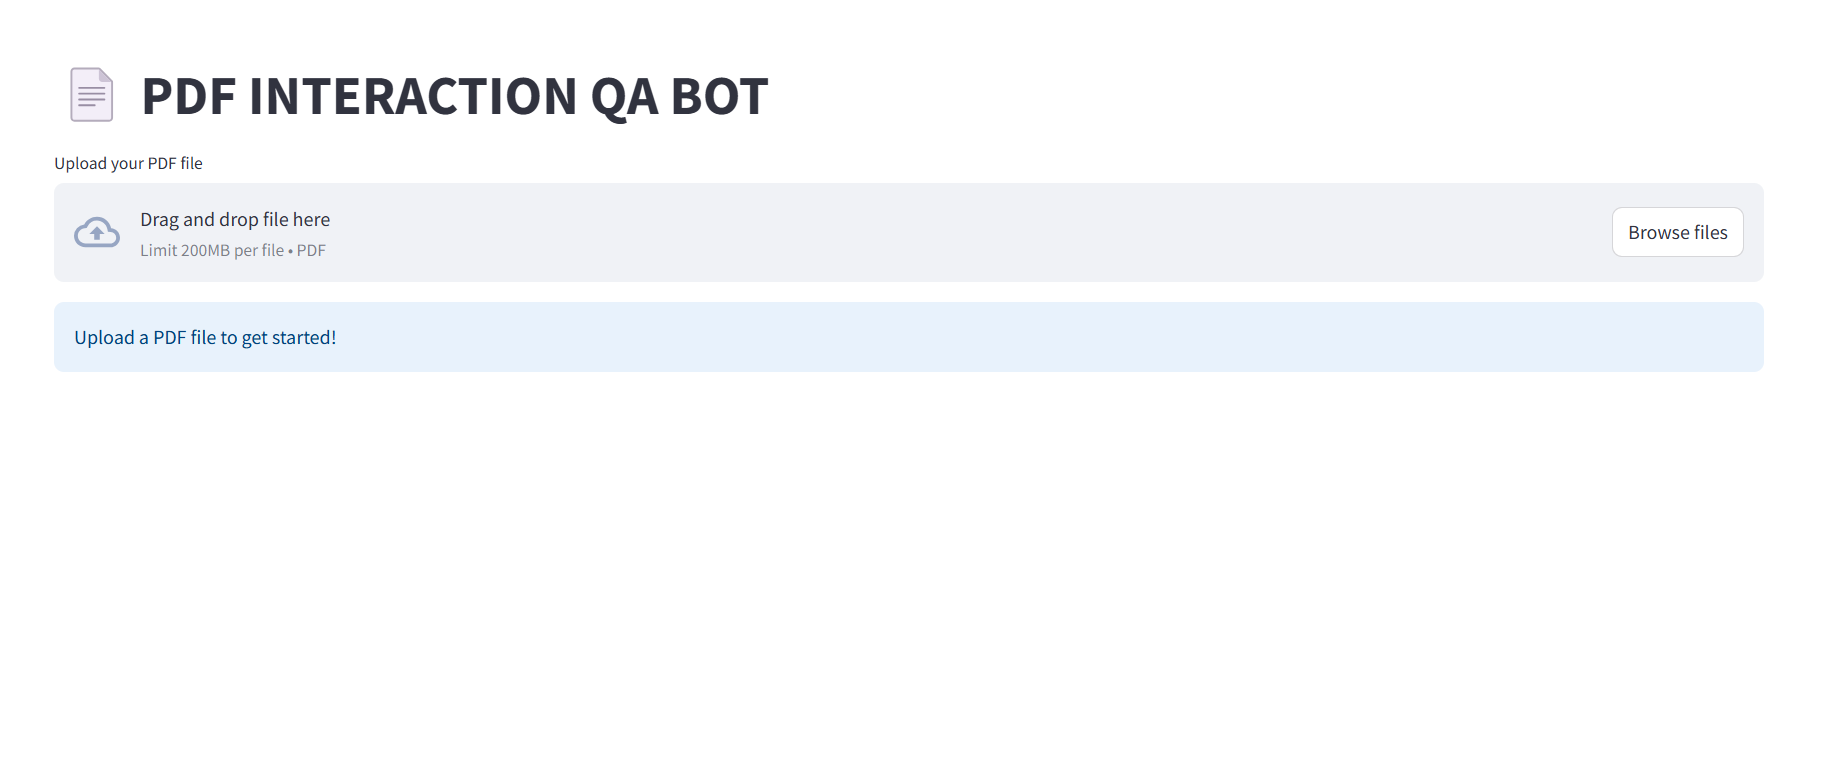 PDF INTERACTION QA BOT
Upload your PDF file
Drag and drop file here
Limit 200MB per file • PDF
Browse files
Upload a PDF file to get started!